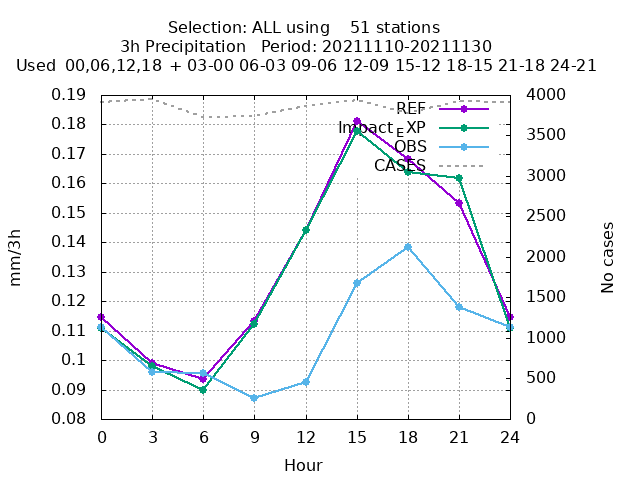 Selection: ALL using    51 stations
3h Precipitation   Period: 20211110-20211130
Used  00,06,12,18  + 03-00 06-03 09-06 12-09  15-12 18-15 21-18 24-21
0.19
0.18
0.17
0.16
0.15
0.14
0.13
0.12
0.11
0.1
0.09
0.08
mm/3h
REF
Impact_EXP
OBS
CASES
4000
3500
3000
2500
2000
1500
1000
500
0
No cases
0 3 6 9 12 15 18 21 24
Hour